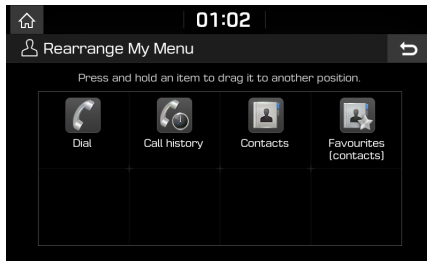 01:02
Rearrange My Menu
Press and hold an item to drag it to another position.
Dial
Call history
Contacts
Favourites
(contacts)